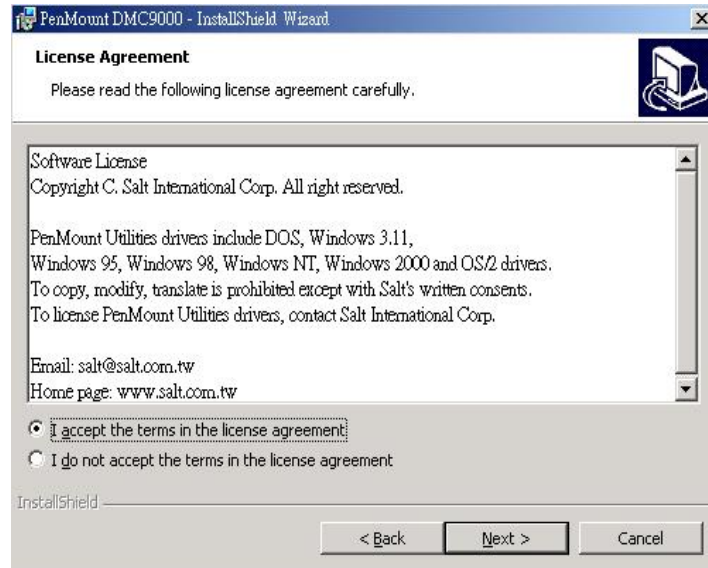 PenMount DMC9000 - InstallShield Wizard
License Agreement
Please read the following license agreement carefully.
Software License
Copyright C. Salt International Corp. All right reserved.
PenMount Utilities drivers include DOS, Windows 3.11,
Windows 95, Windows 98, Windows NT, Windows 2000 and OS/2 drivers.
To copy, modify, translate is prohibited except with Salt's written consents.
To license PenMount Utilities drivers, contact Salt International Corp.
Email: salt@salt.com.tw
Home page: www.salt.com.tw
I accept the terms in the license agreement
I do not accept the terms in the license agreement
InstallShield
< Back Next > Cancel